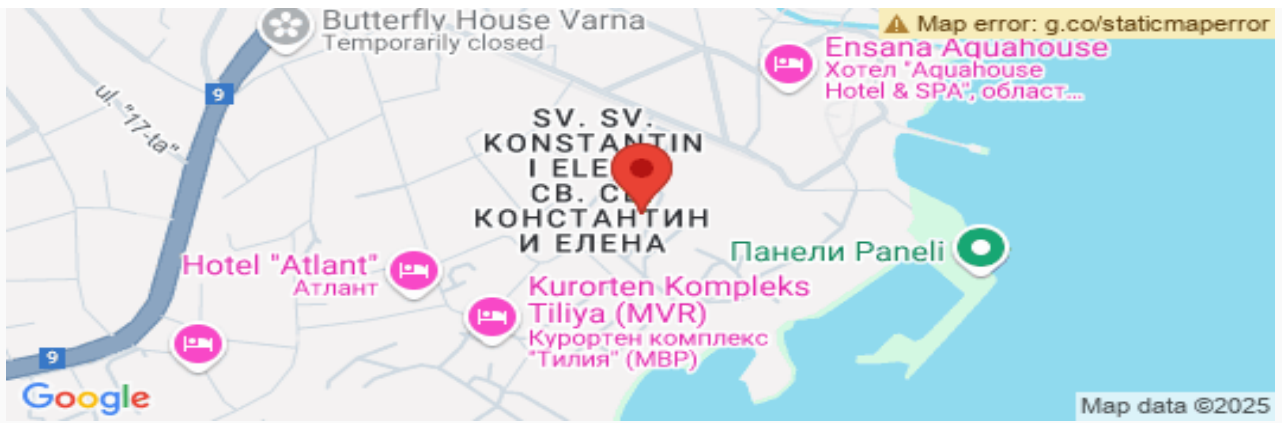 Butterfly House Varna
Temporarily closed
Map error: g.co/staticmaperror
Ensana Aquahouse
Хотел "Aquahouse
Hotel & SPA", област...
9
ul. "17-ta"
SV. SV.
KONSTANTIN
I ELE
СВ. С
КОНСТАНТИН
И ЕЛЕНА
Панели Paneli
Hotel "Atlant"
Атлант
Kurorten Kompleks
Tiliya (MVR)
Курортен комплекс
"Тилия" (МВР)
9
Google
Map data ©2025